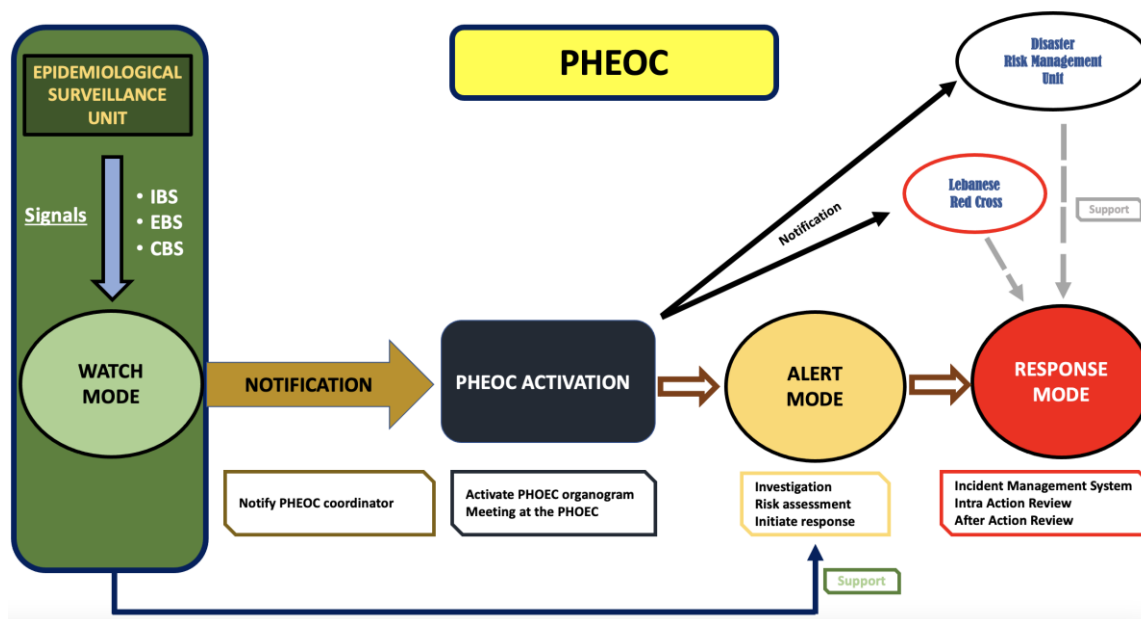 PHEOC
EPIDEMIOLOGICAL
SURVEILLANCE
UNIT
Signals
• IBS
• EBS
• CBS
WATCH
MODE
NOTIFICATION
Notify PHEOC coordinator
PHEOC ACTIVATION
Activate PHOEC organogram
Meeting at the PHOEC
Notification
Disaster
Risk Management
Unit
Lebanese
Red Cross
Support
ALERT
MODE
Investigation
Risk assessment
Initiate response
RESPONSE
MODE
Incident Management System
Intra Action Review
After Action Review
Support